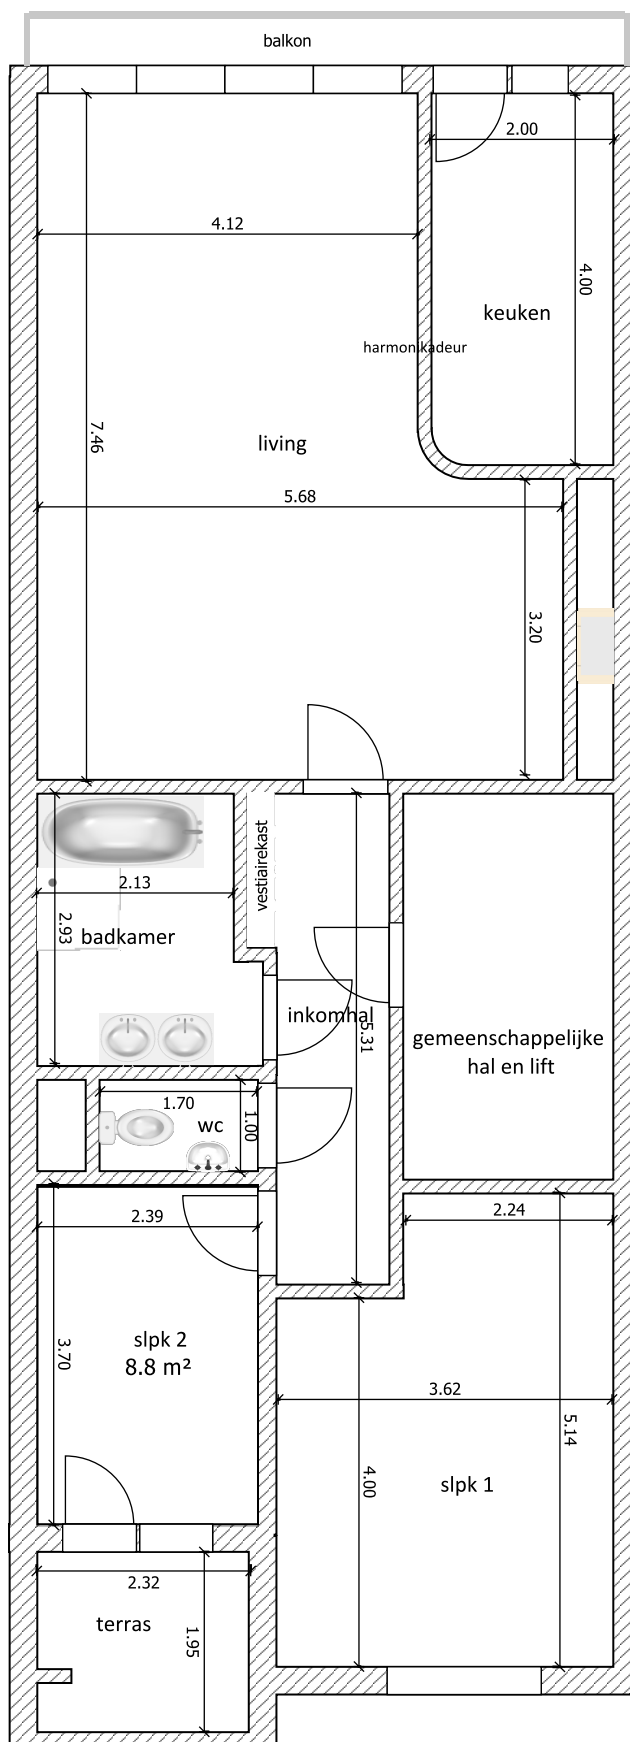 balkon
2.00
4.12
4.00
keuken
harmonikadeur
7.46
living
5.68
3.20
vestiairekast
2.13
2.93
badkamer
inkomhal
5.31
gemeenschappelijke
hal en lift
1.70
1.00
wc
2.39
2.24
3.70
slpk 2
8.8 m²
3.62
5.14
4.00
slpk 1
2.32
terras
1.95